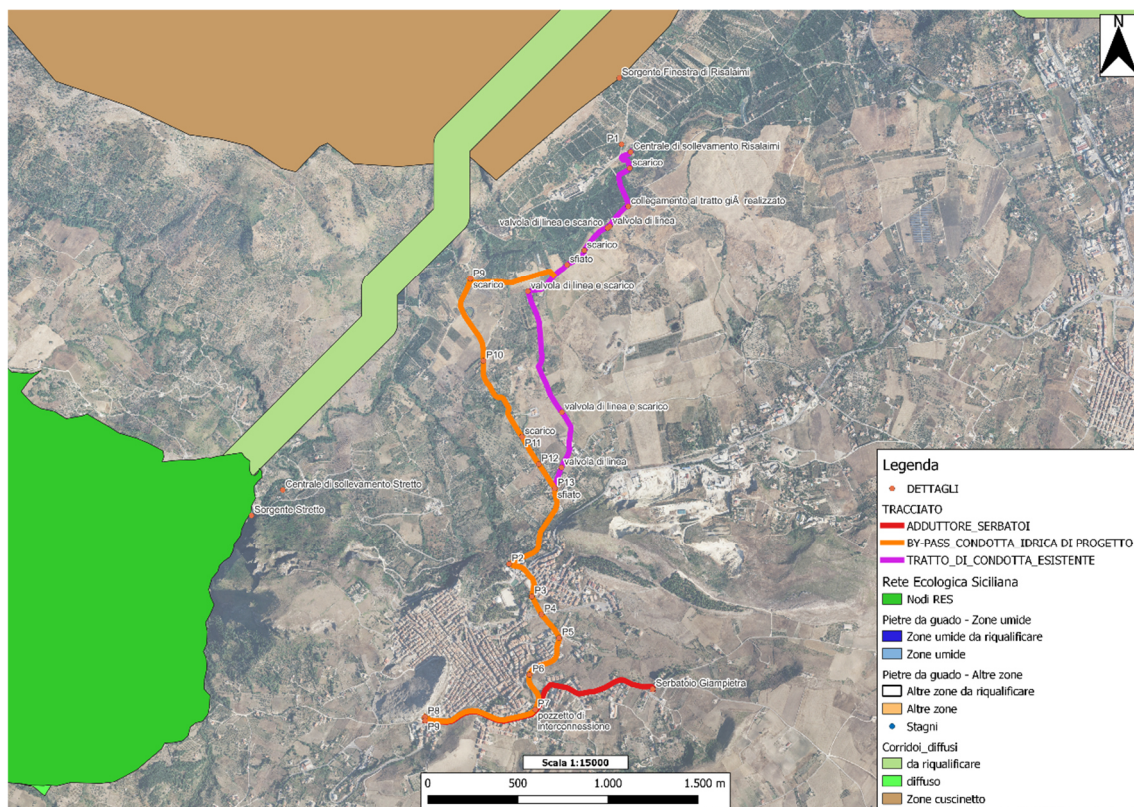 N
Sorgente Finestra di Risalaimi
P1
Centrale di sollevamento Risalaimi
scarico
collegamento al tratto giÃ realizzato
valvola di linea e scarico
valvola di linea
scarico
sfiato
P9
scarico
valvola di linea e scarico
P10
valvola di linea e scarico
scarico
P11
P12
valvola di linea
P13
sfiato
Centrale di sollevamento Stretto
Sorgente Stretto
P2
P3
P4
P5
P6
Serbatoio Giampietra
P7
pozzetto di
interconnessione
P8
P9
Scala 1:15000
0 500 1.000 1.500 m
Legenda
DETTAGLI
TRACCIATO
ADDUTTORE_SERBATOI
BY-PASS_CONDOTTA_IDRICA DI PROGETTO
TRATTO_DI_CONDOTTA_ESISTENTE
Rete Ecologica Siciliana
Nodi RES
Pietre da guado - Zone umide
Zone umide da riqualificare
Zone umide
Pietre da guado - Altre zone
Altre zone da riqualificare
Altre zone
Stagni
Corridoi_diffusi
da riqualificare
diffuso
Zone cuscinetto